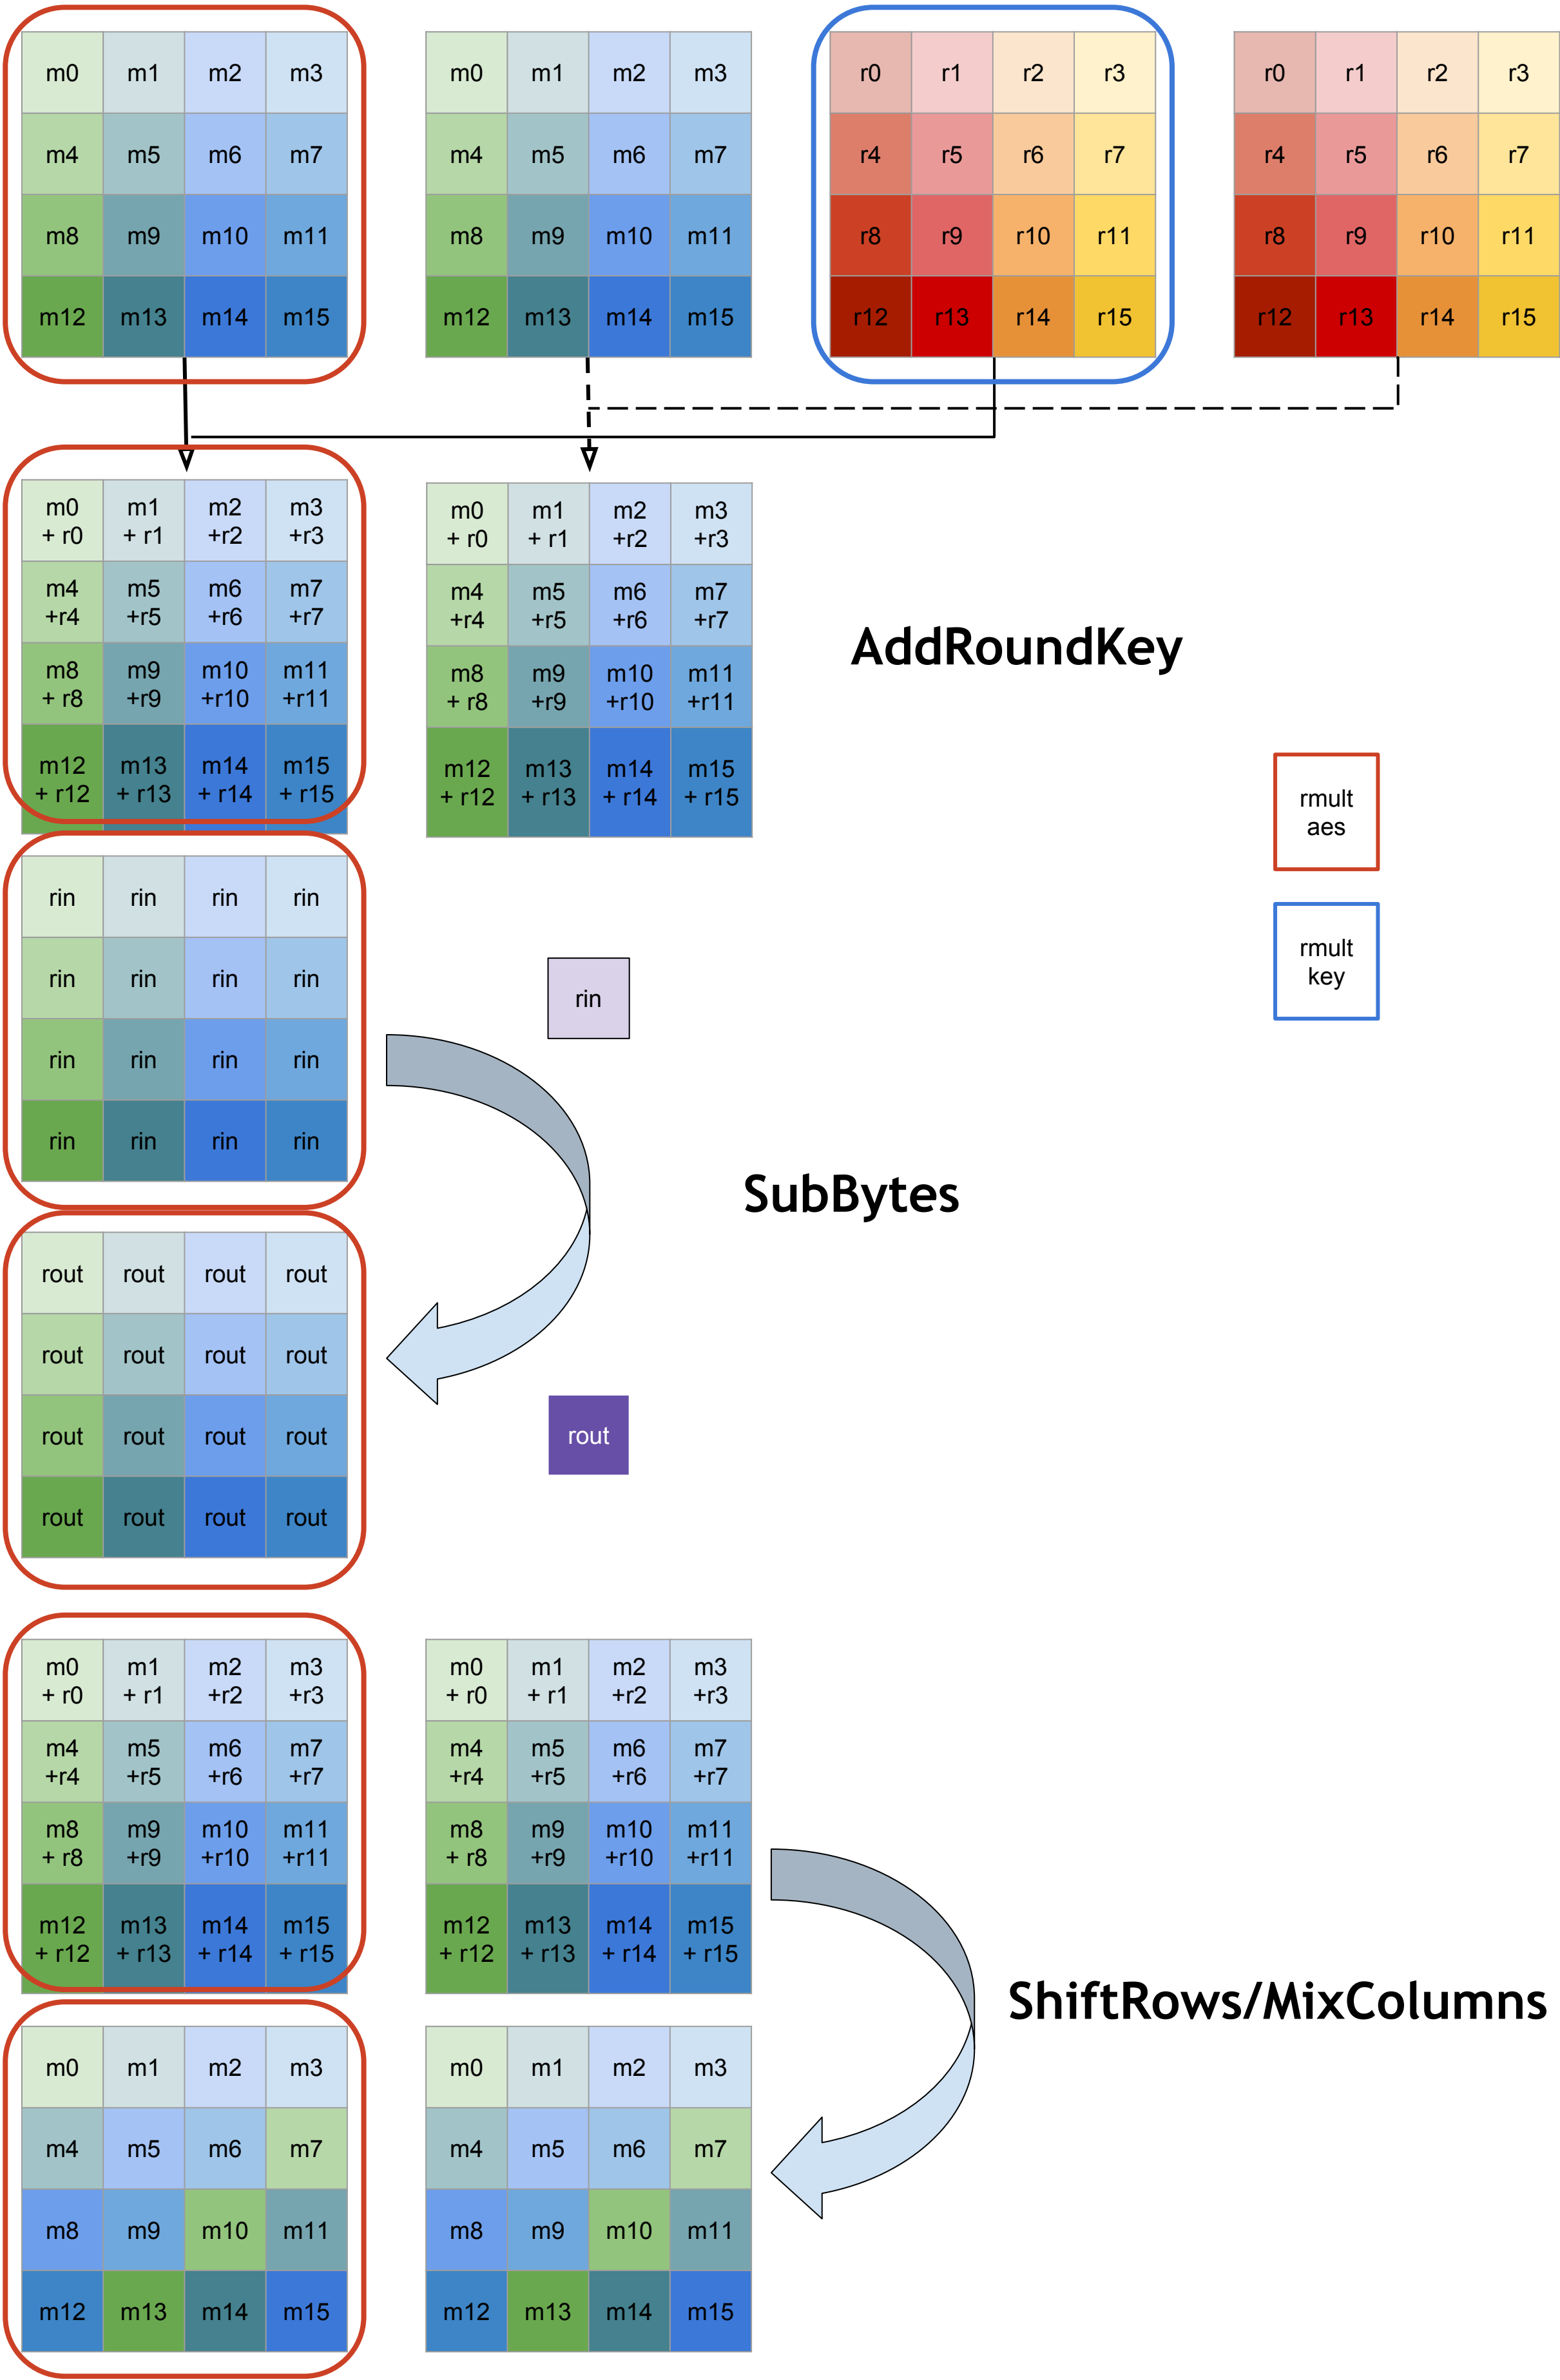 m0 m1 m2 m3 m0 m1 m2 m3 r0 r1 r2 r3 r0 r1 r2 r3
m4 m5 m6 m7 m4 m5 m6 m7 r4 r5 r6 r7 r4 r5 r6 r7
m8 m9 m10 m11 m8 m9 m10 m11 r8 r9 r10 r11 r8 r9 r10 r11
m12 m13 m14 m15 m12 m13 m14 m15 r12 r13 r14 r15 r12 r13 r14 r15
m0 m1 m2 m3 m0 m1 m2 m3
+ r0 + r1 +r2 +r3 + r0 + r1 +r2 +r3
m4 m5 m6 m7 m4 m5 m6 m7
+r4 +r5 +r6 +r7 +r4 +r5 +r6 +r7
AddRoundKey
m8 m9 m10 m11 m8 m9 m10 m11
+ r8 +r9 +r10 +r11 + r8 +r9 +r10 +r11
m12 m13 m14 m15 m12 m13 m14 m15
+ r12 + r13 + r14 + r15 + r12 + r13 + r14 + r15
rmult
aes
rin rin rin rin
rmult
key
rin rin rin rin
rin
rin rin rin rin
rin rin rin rin
SubBytes
rout rout rout rout
rout rout rout rout
rout rout rout rout
rout
rout rout rout rout
m0 m1 m2 m3 m0 m1 m2 m3
+ r0 + r1 +r2 +r3 + r0 + r1 +r2 +r3
m4 m5 m6 m7 m4 m5 m6 m7
+r4 +r5 +r6 +r7 +r4 +r5 +r6 +r7
m8 m9 m10 m11 m8 m9 m10 m11
+ r8 +r9 +r10 +r11 + r8 +r9 +r10 +r11
m12 m13 m14 m15 m12 m13 m14 m15
+ r12 + r13 + r14 + r15 + r12 + r13 + r14 + r15
ShiftRows/MixColumns
m0 m1 m2 m3 m0 m1 m2 m3
m4 m5 m6 m7 m4 m5 m6 m7
m8 m9 m10 m11 m8 m9 m10 m11
m12 m13 m14 m15 m12 m13 m14 m15